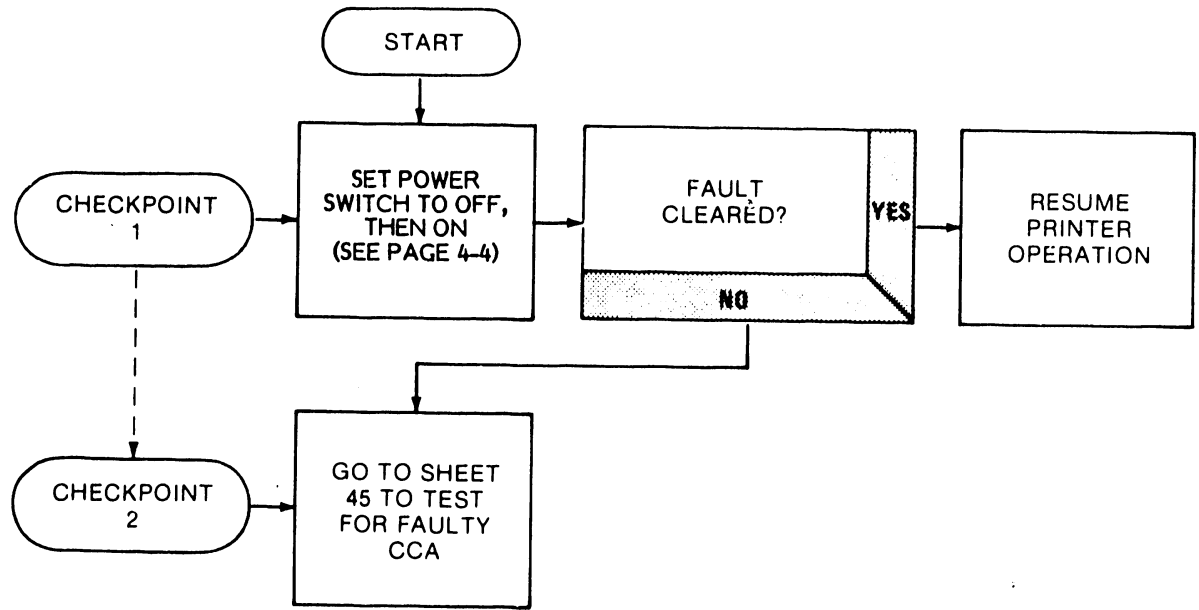 START
CHECKPOINT
1
SET POWER
SWITCH TO OFF,
THEN ON
(SEE PAGE 4-4)
FAULT
CLEARED?
YES
NO
RESUME
PRINTER
OPERATION
CHECKPOINT
2
GO TO SHEET
45 TO TEST
FOR FAULTY
CCA